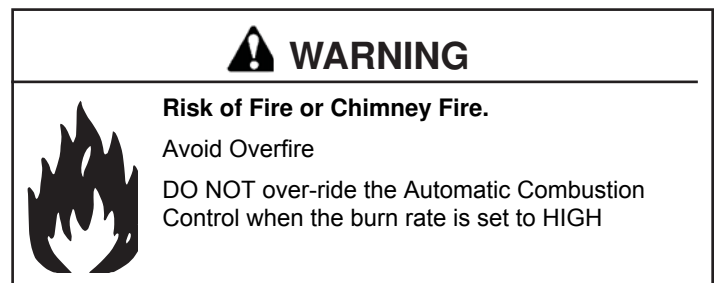 WARNING
Risk of Fire or Chimney Fire.
Avoid Overfire
DO NOT over-ride the Automatic Combustion
Control when the burn rate is set to HIGH